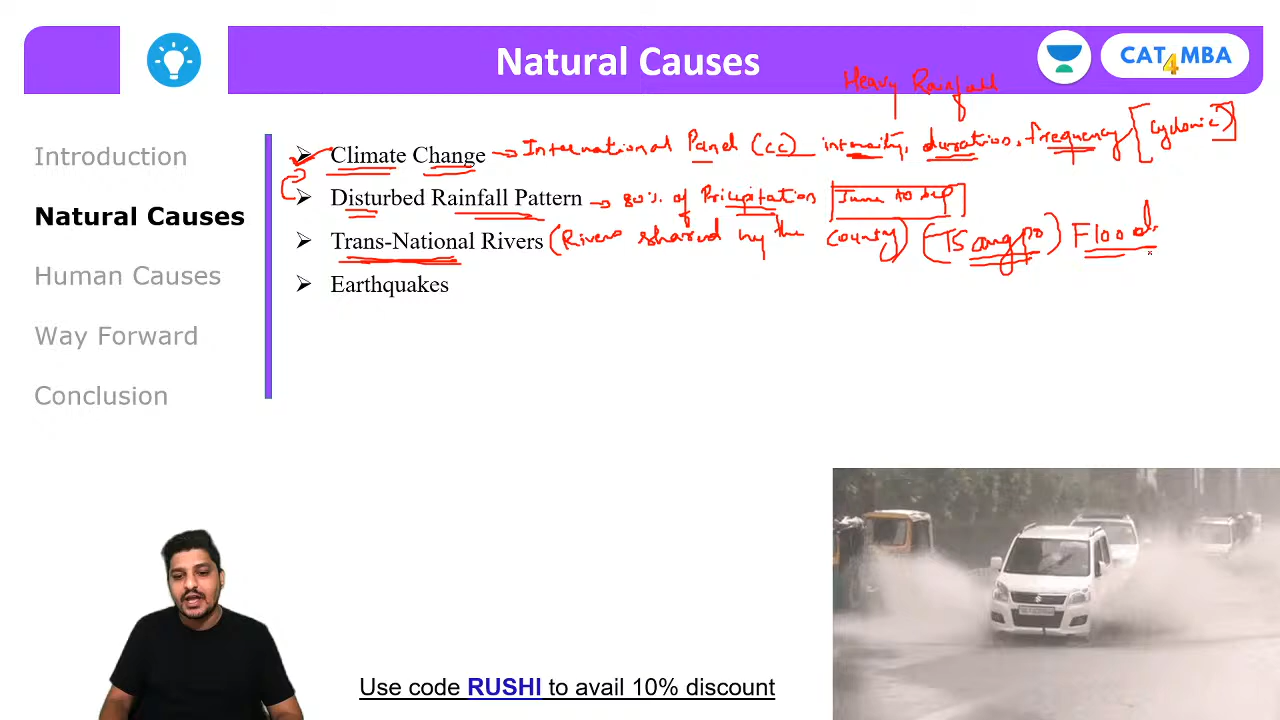 Natural Causes
CAT4MBA
Heavy Rainfall
Introduction
Natural Causes
Human Causes
Way Forward
Conclusion
➢ Climate Change → International Panel (CC) intensity, duration, frequency [Cyclonic]
➢ Disturbed Rainfall Pattern → 80% of Pricipitation June to Sep
➢ Trans-National Rivers (Rivers shared by the County) (Tsangpo) Flood
➢ Earthquakes
Use code RUSHI to avail 10% discount